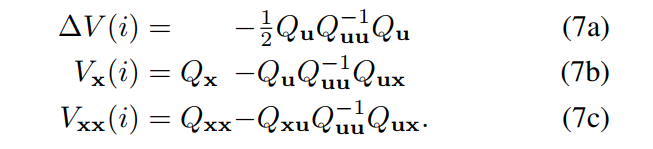 ΔV(i) = -½Q_u Q_uu^{-1} Q_u (7a)
V_x(i) = Q_x -Q_u Q_uu^{-1} Q_ux (7b)
V_xx(i) = Q_xx -Q_xu Q_uu^{-1} Q_ux. (7c)